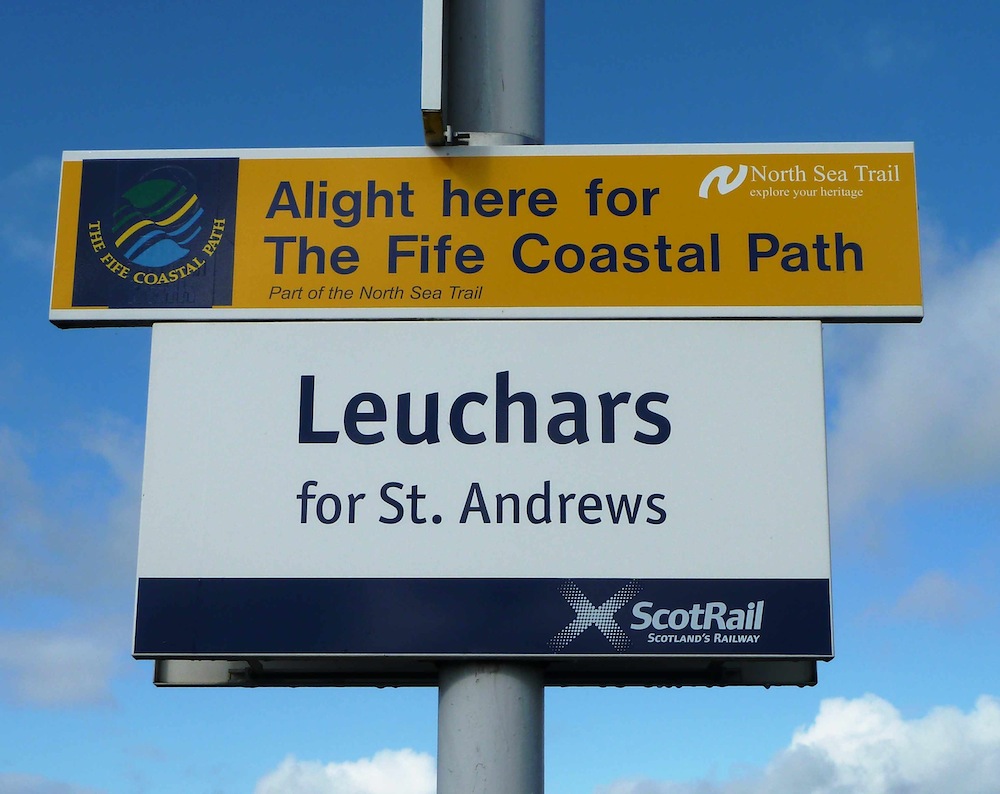 THE FIFE COASTAL PATH
Alight here for
The Fife Coastal Path
Part of the North Sea Trail
North Sea Trail
explore your heritage
Leuchars
for St. Andrews
ScotRail
SCOTLAND'S RAILWAY